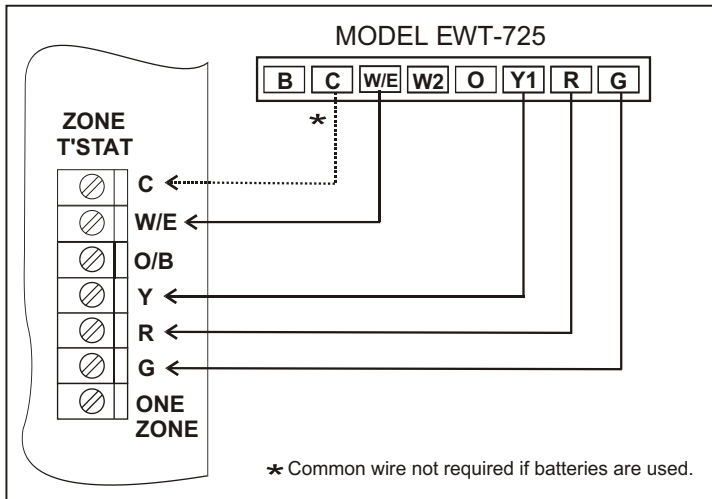 MODEL EWT-725
B C W/E W2 O Y1 R G
*
ZONE
T'STAT
C
W/E
O/B
Y
R
G
ONE
ZONE
* Common wire not required if batteries are used.